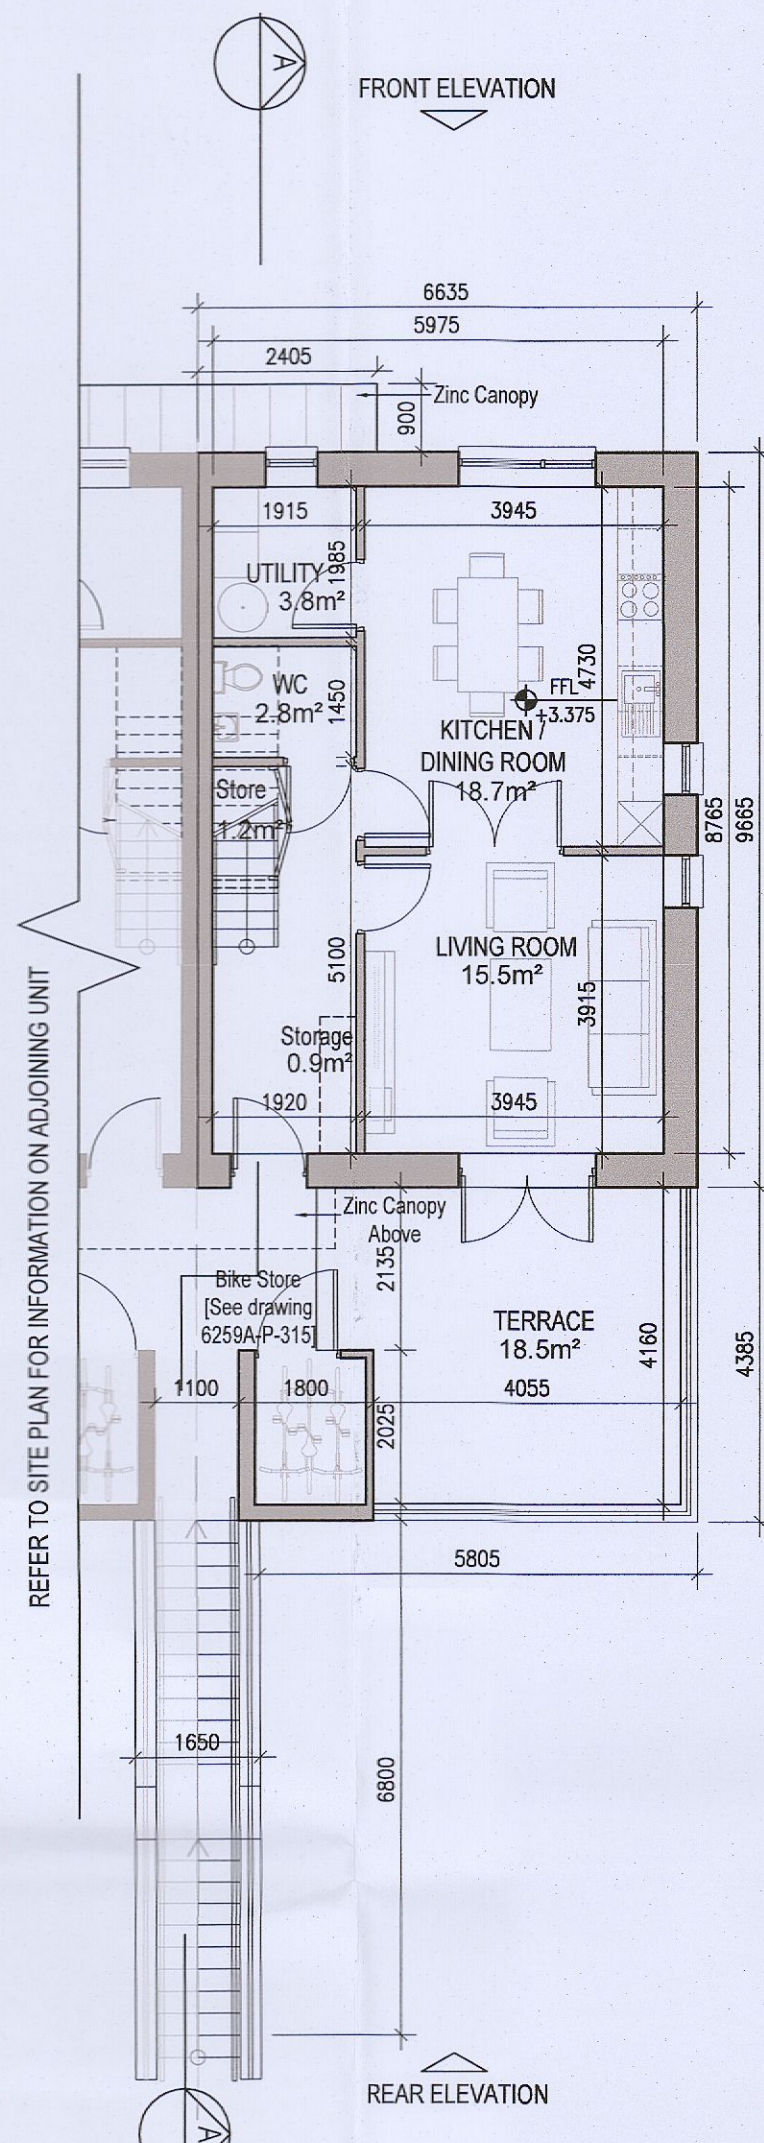 A
FRONT ELEVATION
6635
5975
2405
Zinc Canopy
900
1915
3945
1985
UTILITY
3.8m²
WC
2.8m²
1450
4730
FFL
+3.375
KITCHEN /
DINING ROOM
18.7m²
Store
1.2m²
8765
9665
LIVING ROOM
15.5m²
5100
3915
Storage
0.9m²
1920
3945
REFER TO SITE PLAN FOR INFORMATION ON ADJOINING UNIT
Zinc Canopy
Above
2135
Bike Store
[See drawing
6259A-P-315]
TERRACE
18.5m²
4160
4385
1100
1800
4055
2025
5805
1650
6800
REAR ELEVATION
A